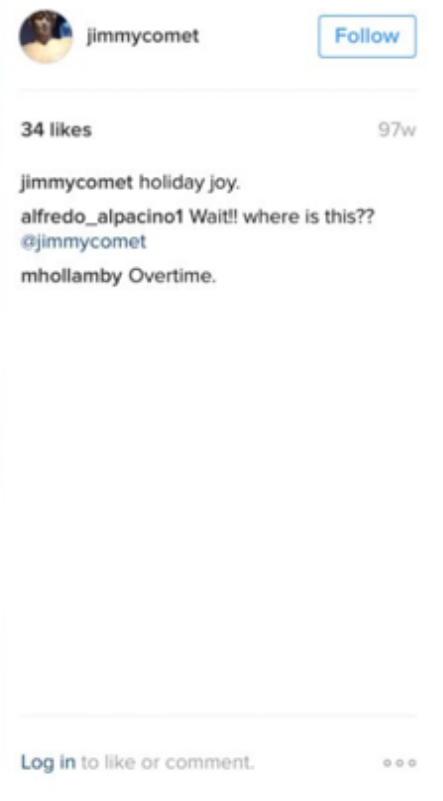 jimmycomet
Follow
34 likes
97w
jimmycomet holiday joy.
alfredo_alpacino1 Wait!! where is this??
@jimmycomet
mhollamby Overtime.
Log in to like or comment.